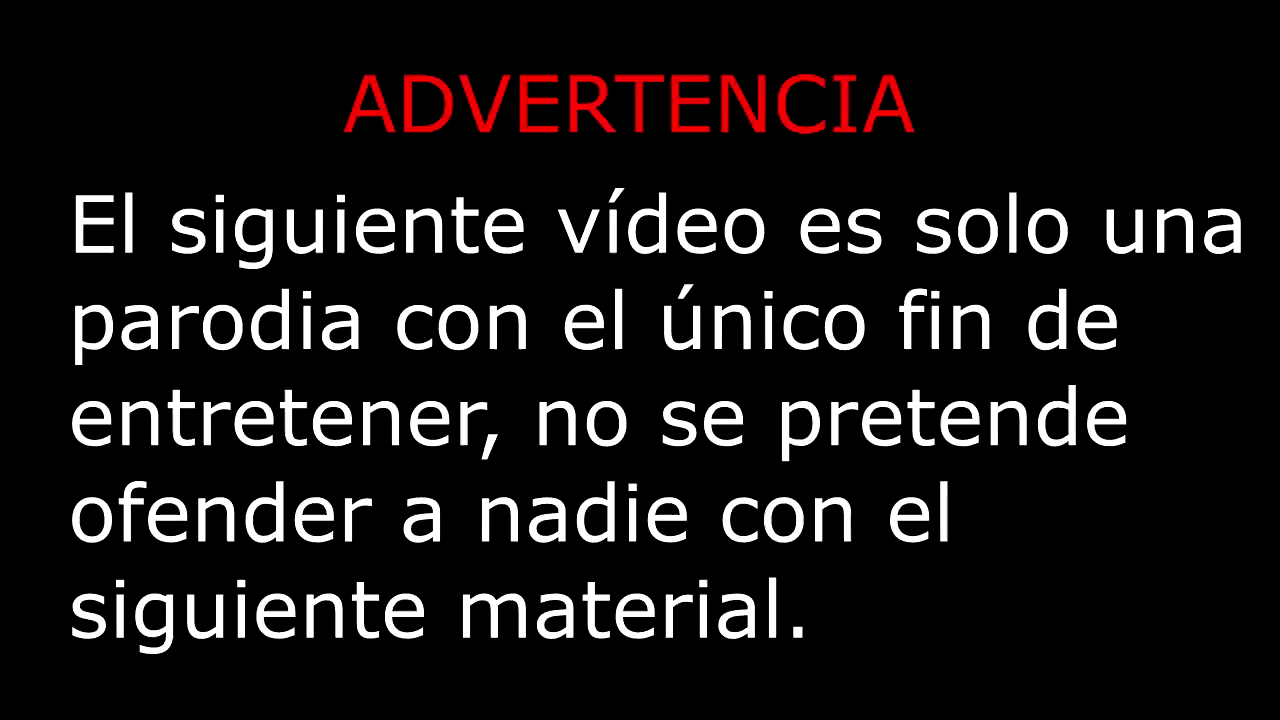 ADVERTENCIA
El siguiente vídeo es solo una
parodia con el único fin de
entretener, no se pretende
ofender a nadie con el
siguiente material.